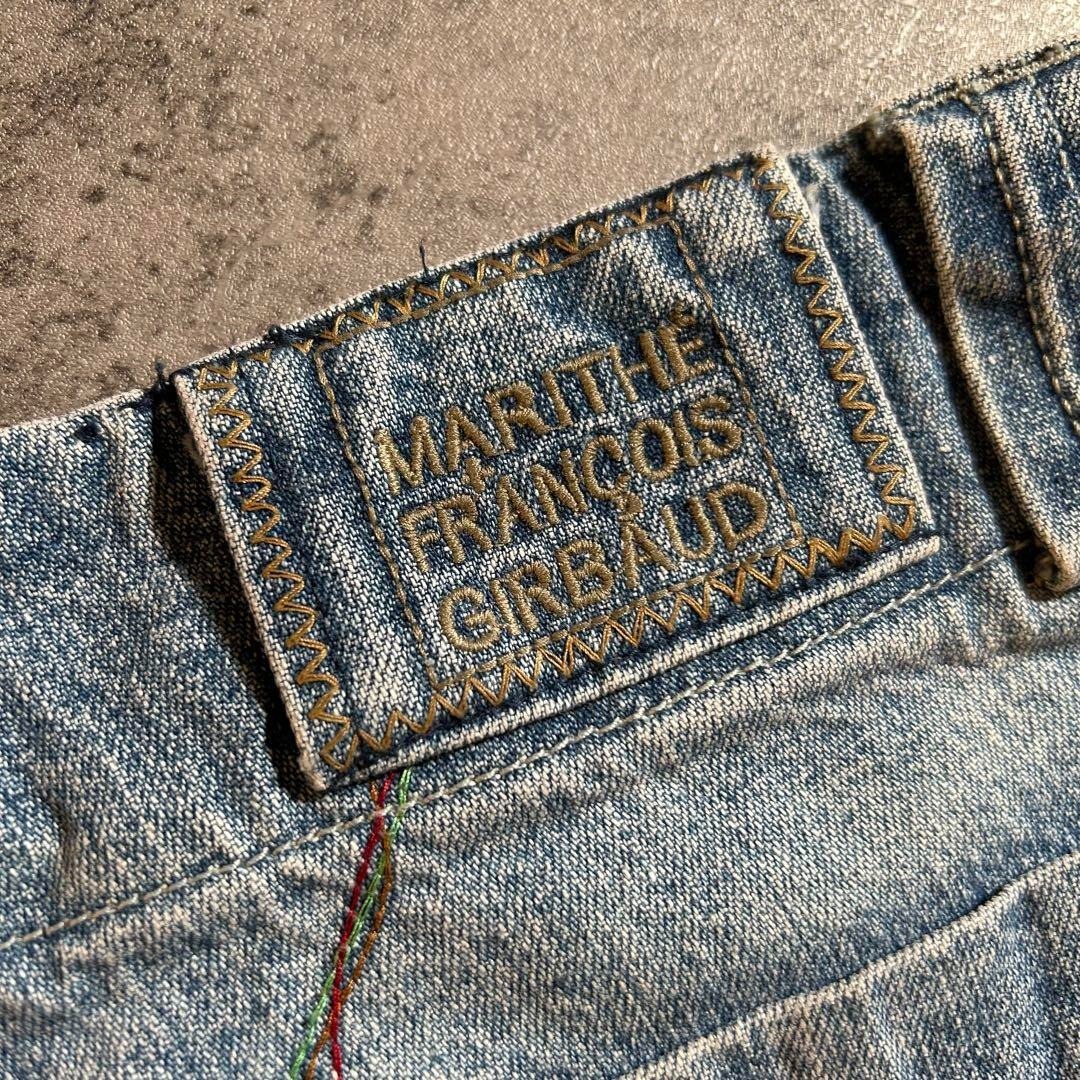 MARITHÉ
+
FRANÇOIS
GIRBAUD